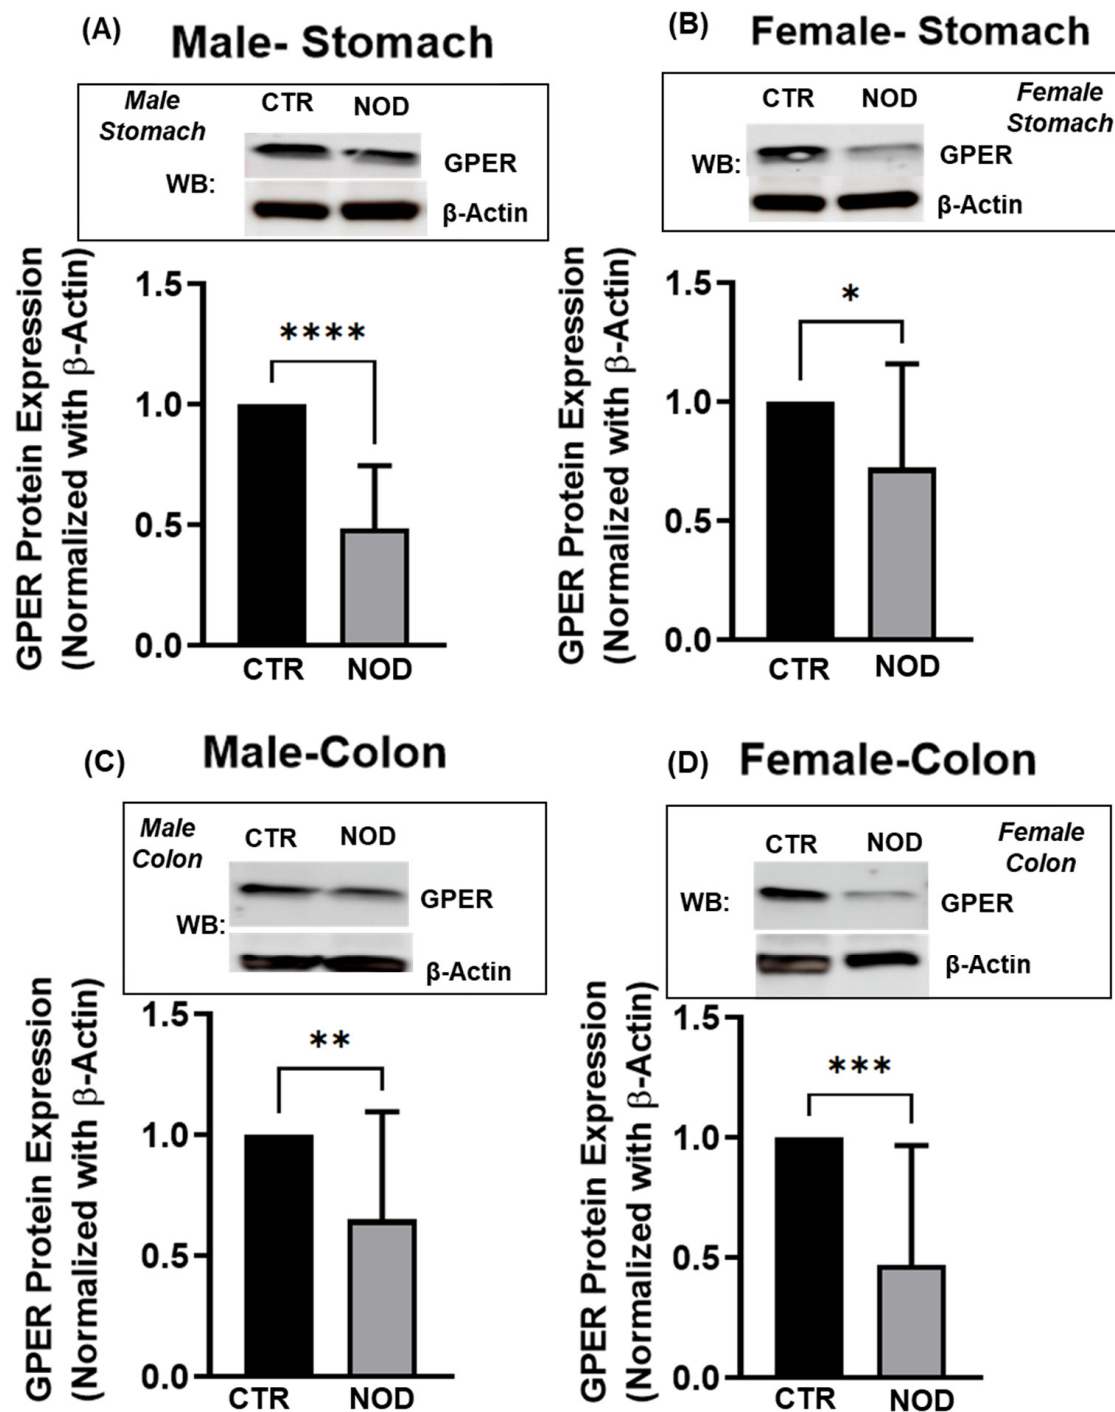 (A) Male- Stomach
Male
Stomach
CTR NOD
WB:
GPER
β-Actin
GPER Protein Expression
(Normalized with β-Actin)
1.5
1.0
0.5
0.0
****
CTR NOD
(B) Female- Stomach
CTR NOD
Female
Stomach
WB:
GPER
β-Actin
GPER Protein Expression
(Normalized with β-Actin)
1.5
1.0
0.5
0.0
*
CTR NOD
(C) Male-Colon
Male
Colon
CTR NOD
WB:
GPER
β-Actin
GPER Protein Expression
(Normalized with β-Actin)
1.5
1.0
0.5
0.0
**
CTR NOD
(D) Female-Colon
CTR NOD
Female
Colon
WB:
GPER
β-Actin
GPER Protein Expression
(Normalized with β-Actin)
1.5
1.0
0.5
0.0
***
CTR NOD